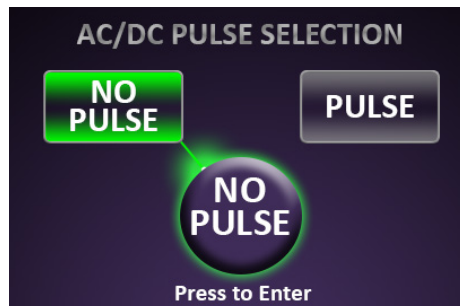 AC/DC PULSE SELECTION
NO
PULSE
PULSE
NO
PULSE
Press to Enter